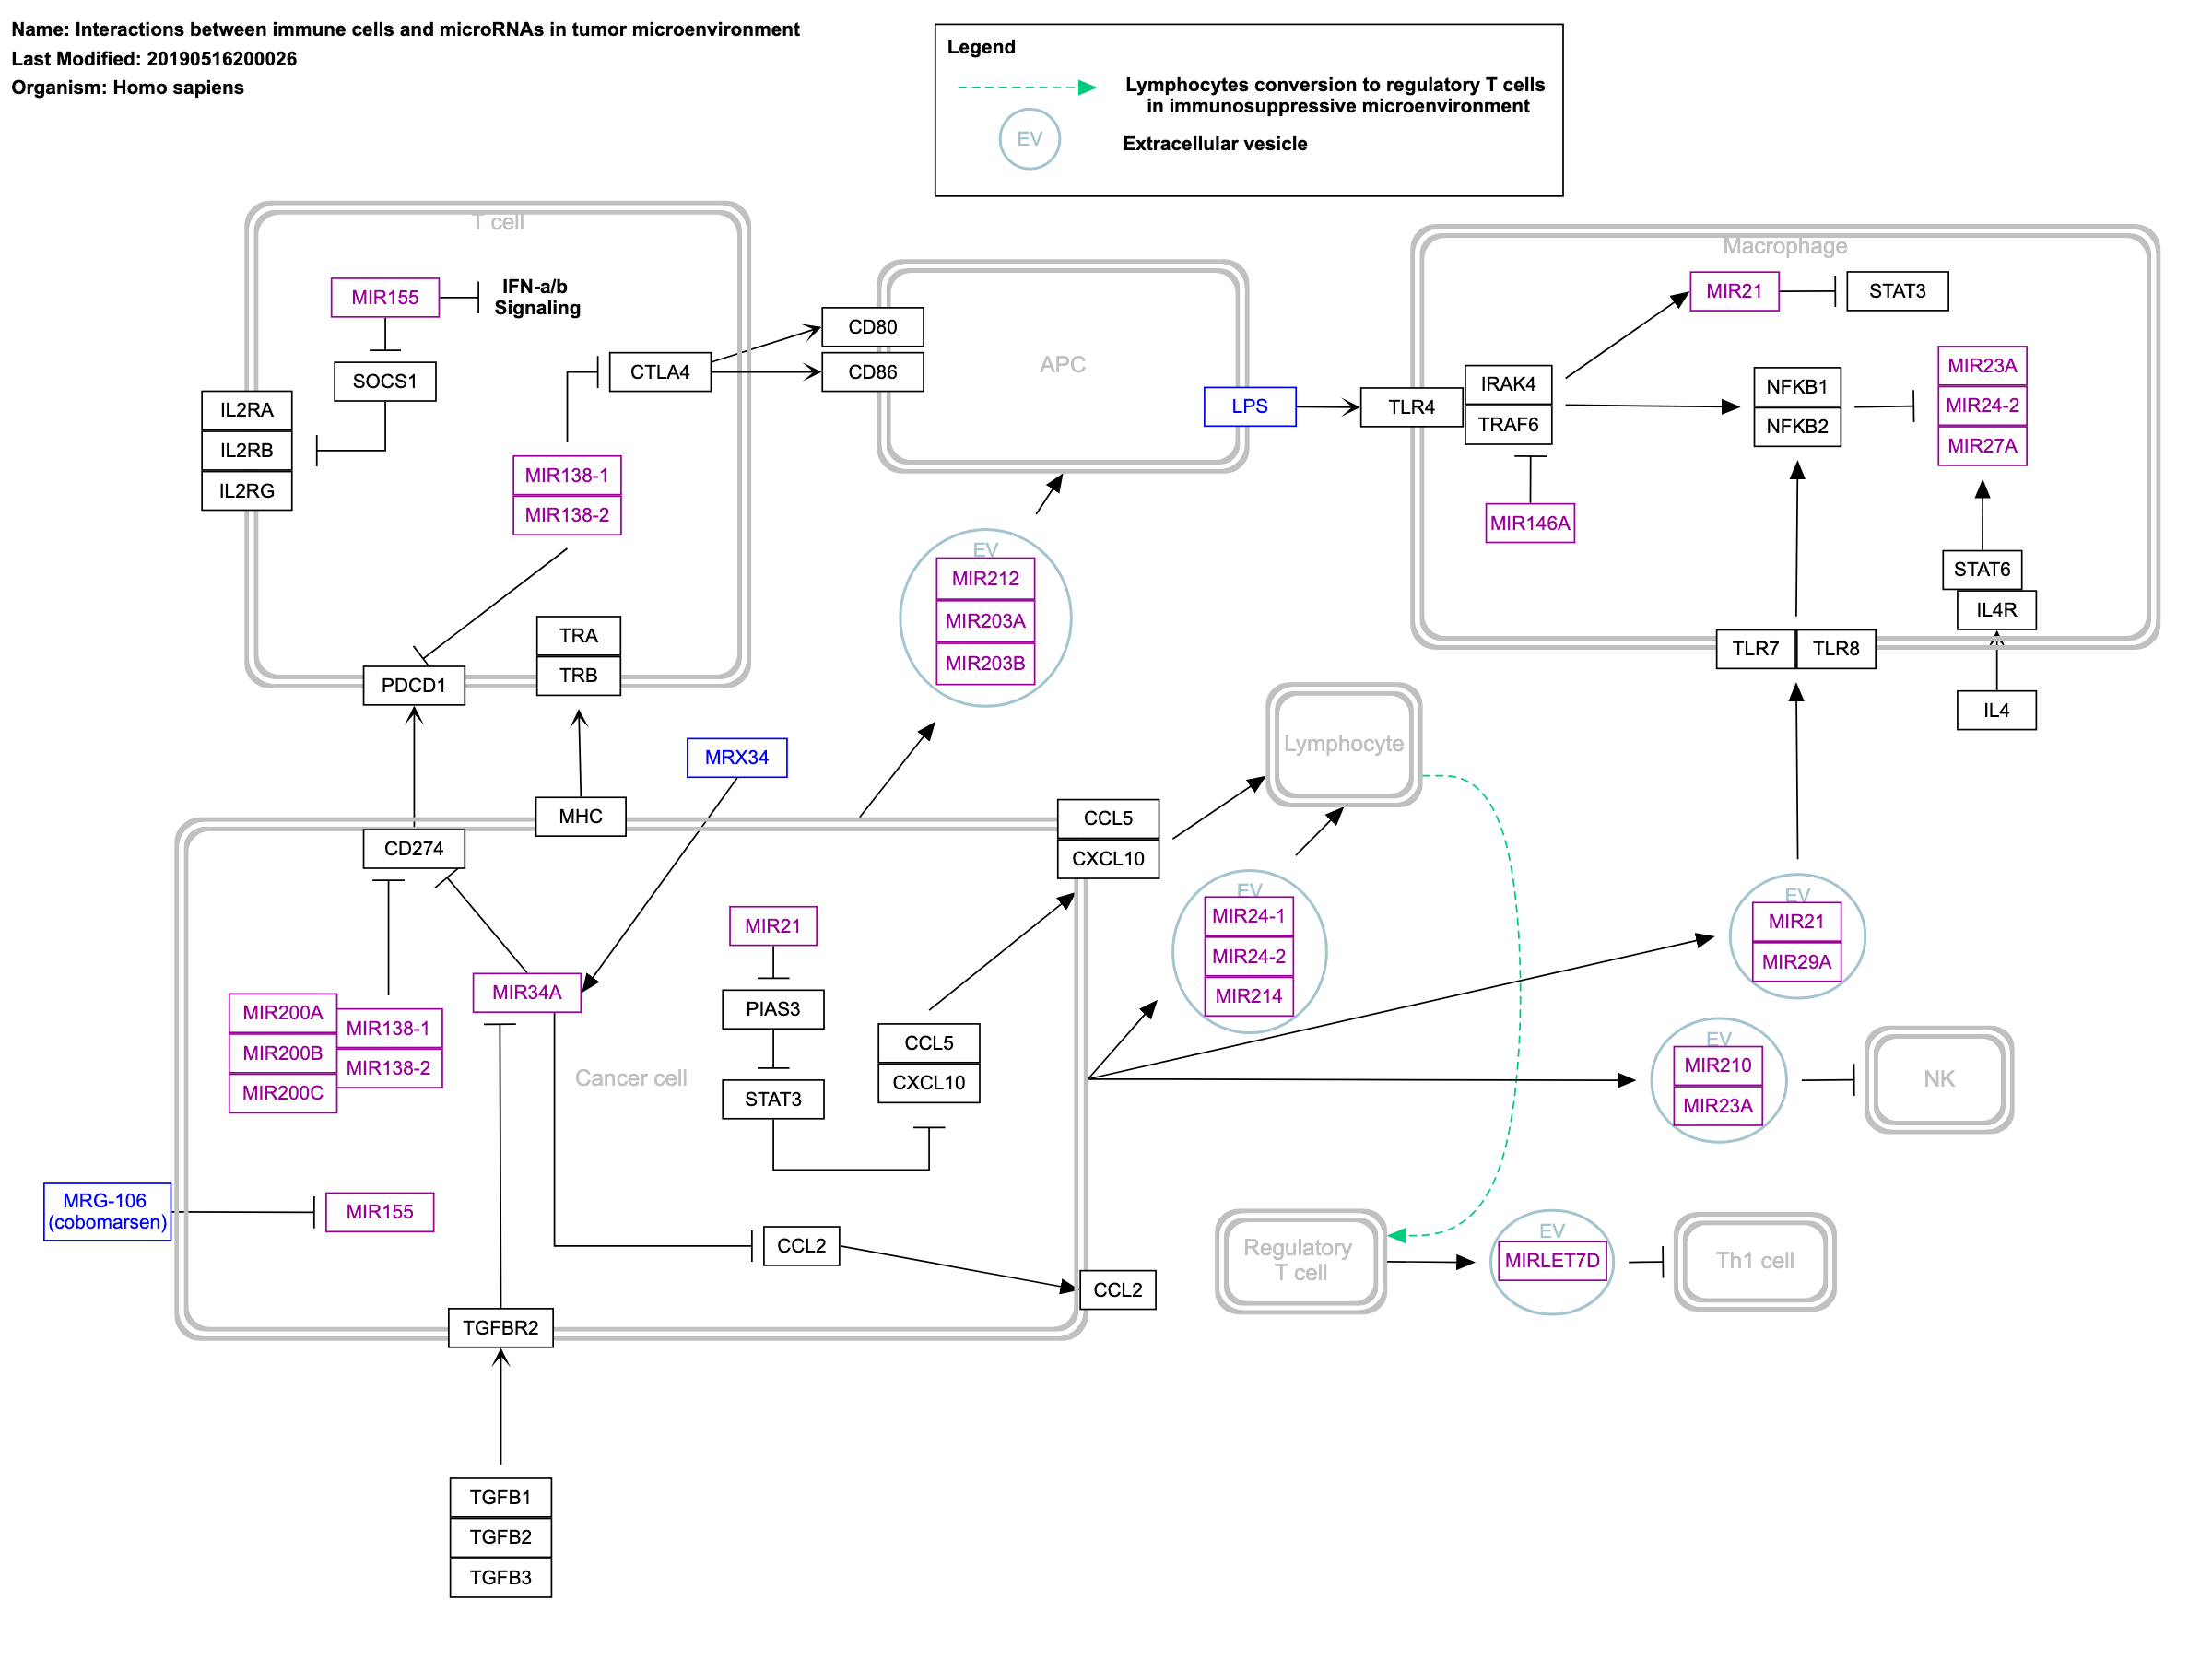 Name: Interactions between immune cells and microRNAs in tumor microenvironment
Last Modified: 20190516200026
Organism: Homo sapiens
Legend
Lymphocytes conversion to regulatory T cells
in immunosuppressive microenvironment
EV
Extracellular vesicle
T cell
MIR155
IFN-a/b
Signaling
SOCS1
IL2RA
IL2RB
IL2RG
CTLA4
MIR138-1
MIR138-2
PDCD1
TRA
TRB
CD80
CD86
APC
LPS
Macrophage
MIR21
STAT3
TLR4
IRAK4
TRAF6
NFKB1
NFKB2
MIR23A
MIR24-2
MIR27A
MIR146A
STAT6
IL4R
TLR7
TLR8
IL4
EV
MIR212
MIR203A
MIR203B
MRX34
Lymphocyte
MHC
CD274
CCL5
CXCL10
MIR21
MIR34A
PIAS3
STAT3
CCL5
CXCL10
MIR200A
MIR200B
MIR200C
MIR138-1
MIR138-2
Cancer cell
EV
MIR24-1
MIR24-2
MIR214
EV
MIR21
MIR29A
EV
MIR210
MIR23A
NK
MRG-106
(cobomarsen)
MIR155
CCL2
CCL2
Regulatory
T cell
EV
MIRLET7D
Th1 cell
TGFBR2
TGFB1
TGFB2
TGFB3